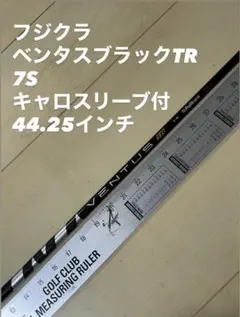 フジクラ
ベンタスブラックTR
7S
キャロスリーブ付
44.25インチ
VENTUS
GOLF CLUB
MEASURING RULER